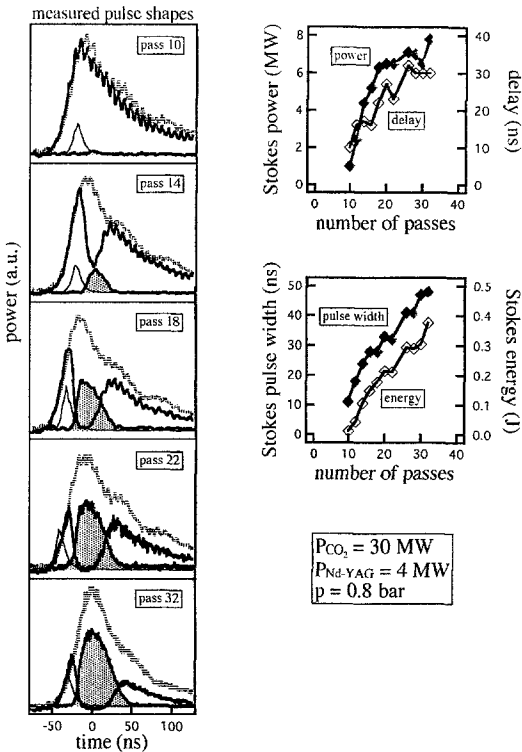 measured pulse shapes
pass 10
pass 14
pass 18
pass 22
pass 32
power (a.u.)
-50 0 50 100
time (ns)
Stokes power (MW)
8
6
4
2
0
power
delay
delay (ns)
40
30
20
10
0
0 10 20 30 40
number of passes
Stokes pulse width (ns)
50
40
30
20
10
0
pulse width
energy
Stokes energy (J)
0.5
0.4
0.3
0.2
0.1
0.0
0 10 20 30 40
number of passes
PCO₂ = 30 MW
PNd-YAG = 4 MW
p = 0.8 bar